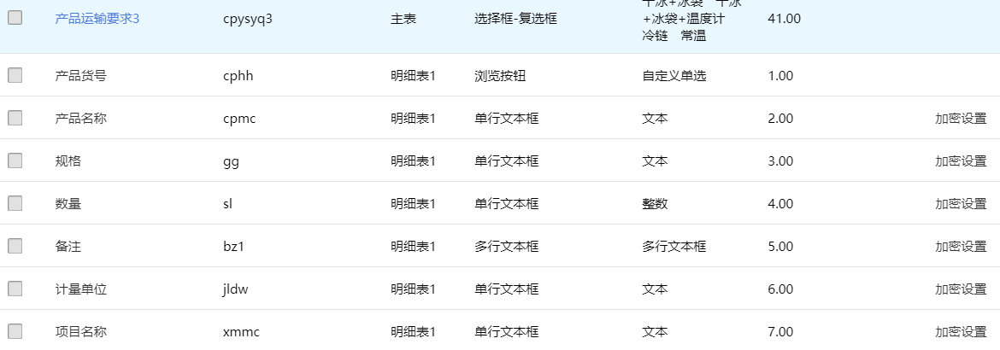 产品运输要求3 cpysyq3 主表 选择框-复选框 干冰+冰袋 干冰+冰袋+温度计 冷链 常温 41.00
产品货号 cphh 明细表1 浏览按钮 自定义单选 1.00
产品名称 cpmc 明细表1 单行文本框 文本 2.00 加密设置
规格 gg 明细表1 单行文本框 文本 3.00 加密设置
数量 sl 明细表1 单行文本框 整数 4.00 加密设置
备注 bz1 明细表1 多行文本框 多行文本框 5.00 加密设置
计量单位 jldw 明细表1 单行文本框 文本 6.00 加密设置
项目名称 xmmc 明细表1 单行文本框 文本 7.00 加密设置